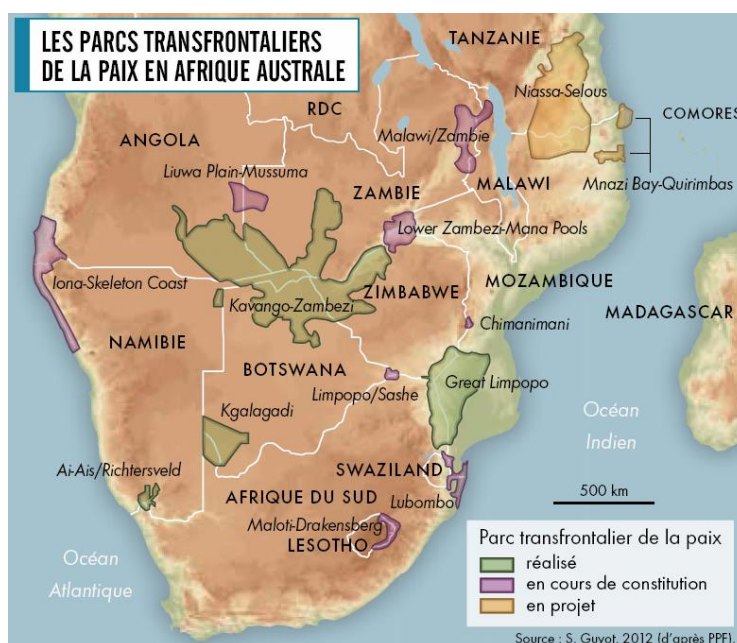 LES PARCS TRANSFRONTALIERS
DE LA PAIX EN AFRIQUE AUSTRALE
TANZANIE
RDC
Niassa-Selous
COMORES
ANGOLA
Malawi/Zambie
Liuwa Plain-Mussuma
ZAMBIE
MALAWI
Mnazi Bay-Quirimbas
Lower Zambezi-Mana Pools
Iona-Skeleton Coast
Kavango-Zambezi
ZIMBABWE
MOZAMBIQUE
MADAGASCAR
Chimanimani
NAMIBIE
BOTSWANA
Limpopo/Sashe
Great Limpopo
Kgalagadi
Océan
Indien
Ai-Ais/Richtersveld
SWAZILAND
AFRIQUE DU SUD
Lubombo
500 km
Maloti-Drakensberg
LESOTHO
Océan
Atlantique
Parc transfrontalier de la paix
réalisé
en cours de constitution
en projet
Source : S. Guyot, 2012 (d'après PPF).